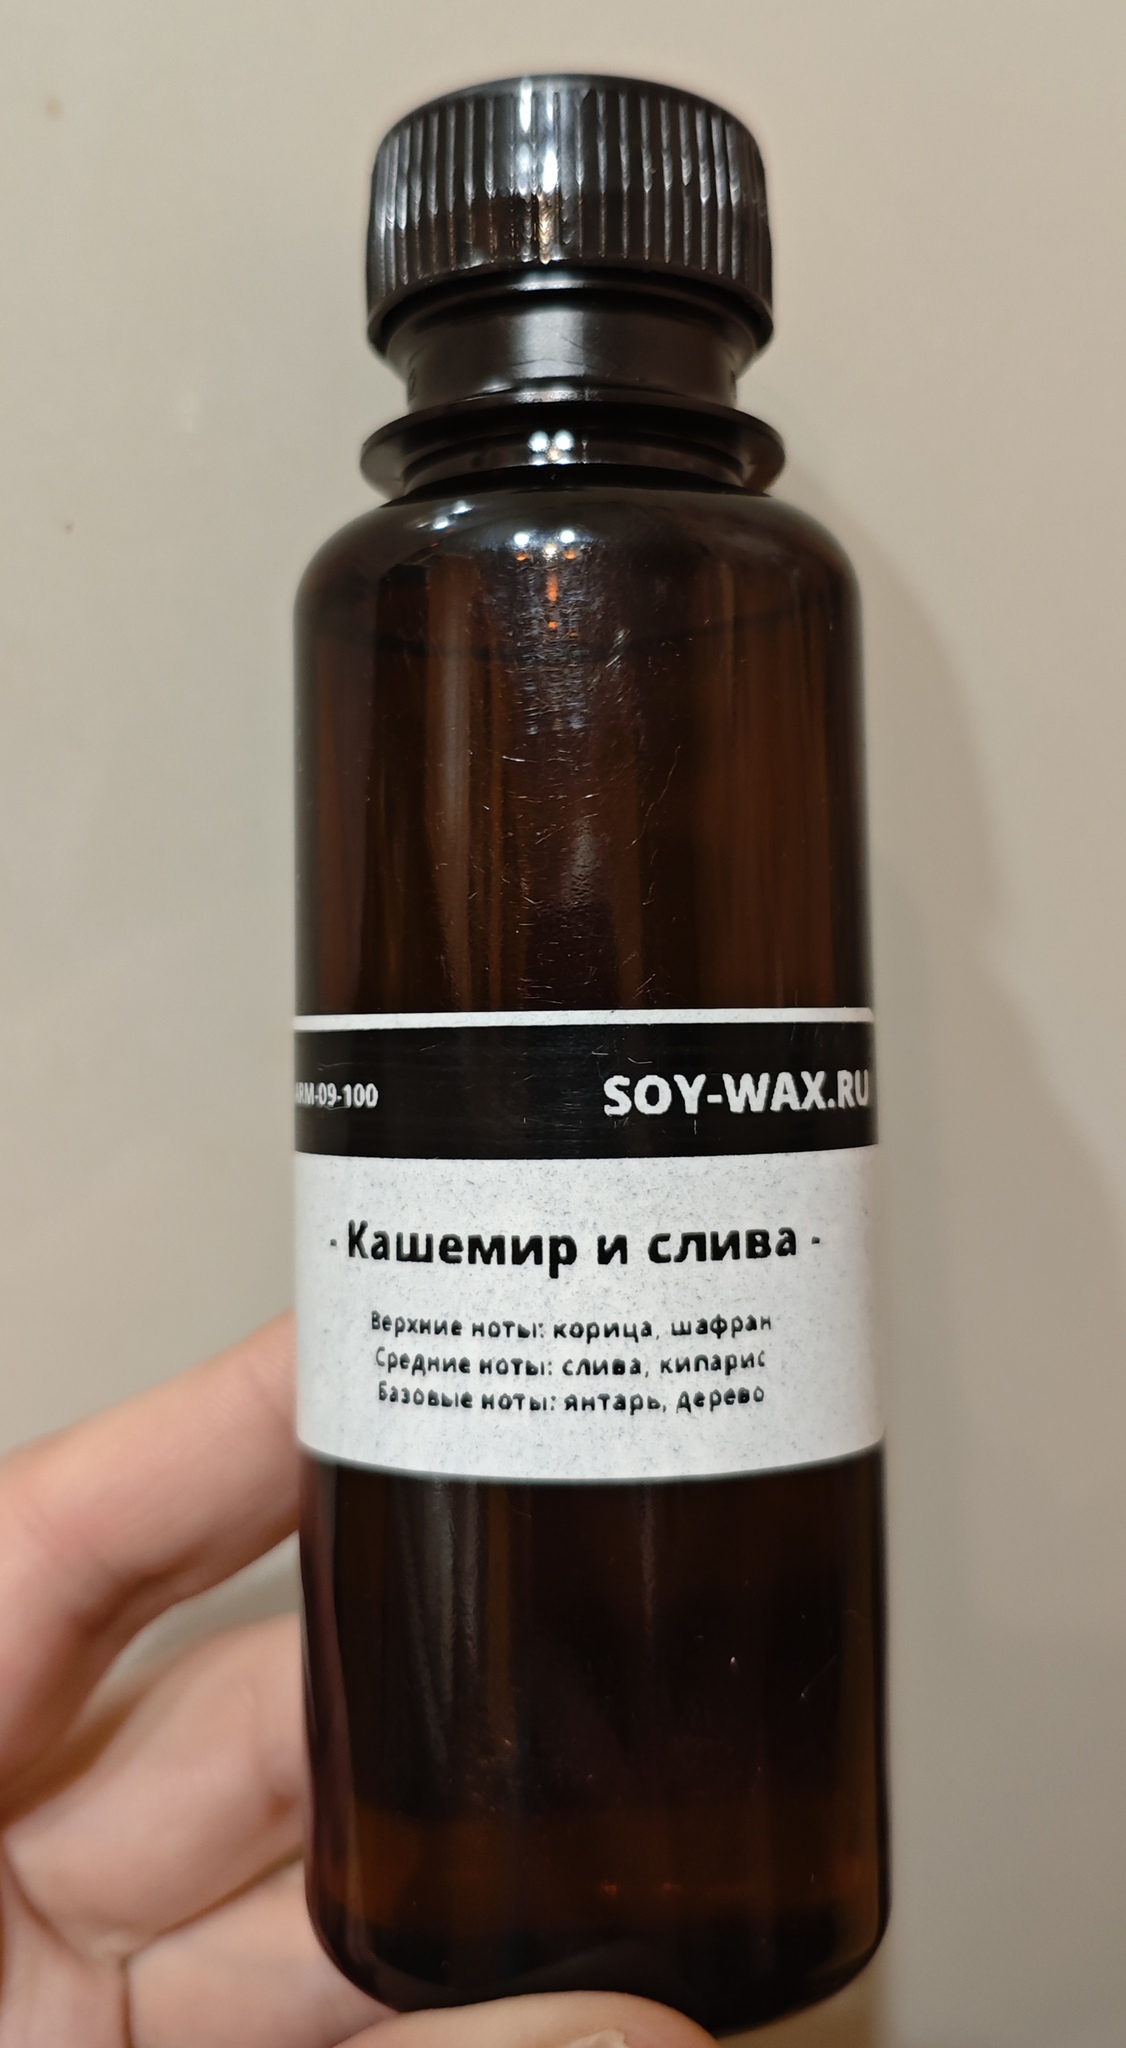 ARM-09-100
SOY-WAX.RU
- Кашемир и слива -
Верхние ноты: корица, шафран
Средние ноты: слива, кипарис
Базовые ноты: янтарь, дерево